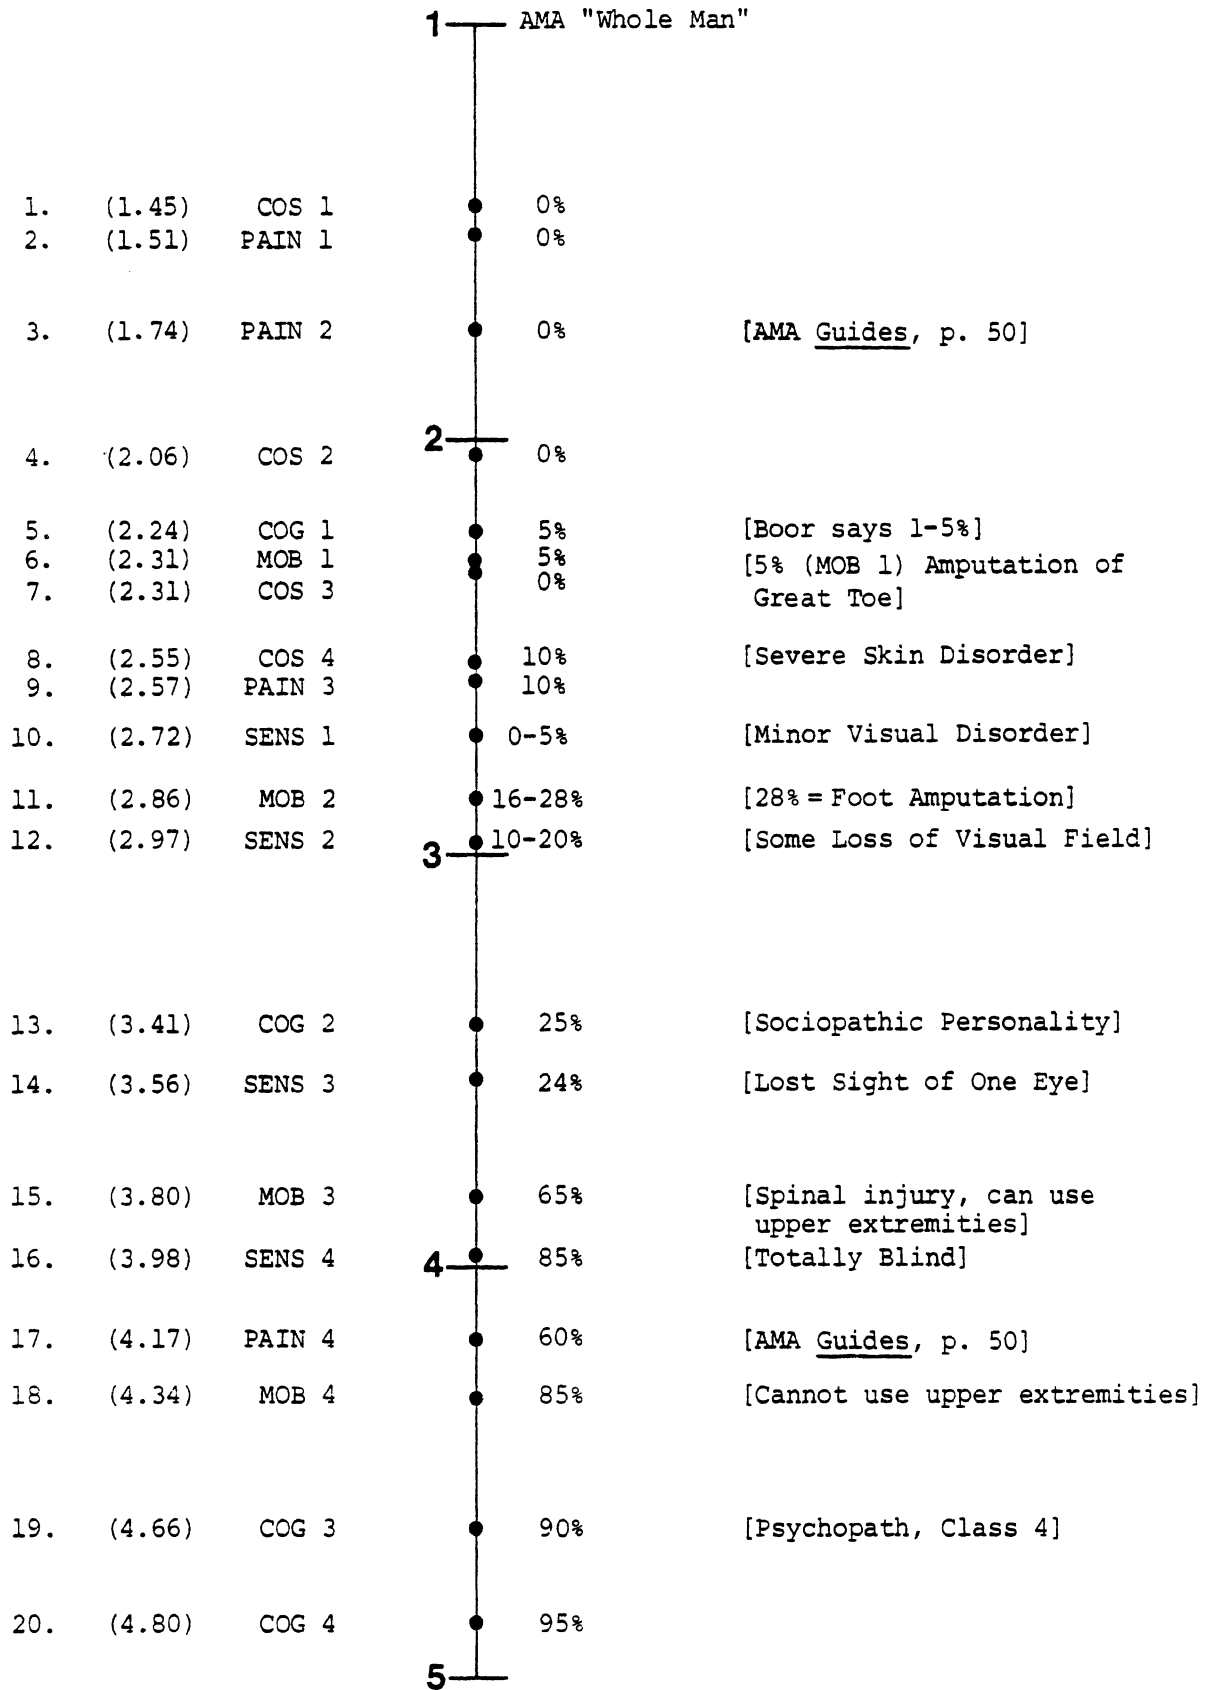 1 AMA "Whole Man"
1. (1.45) COS 1 0%
2. (1.51) PAIN 1 0%
3. (1.74) PAIN 2 0% [AMA Guides, p. 50]
2
4. (2.06) COS 2 0%
5. (2.24) COG 1 5% [Boor says 1-5%]
6. (2.31) MOB 1 5% [5% (MOB 1) Amputation of
7. (2.31) COS 3 0% Great Toe]
8. (2.55) COS 4 10% [Severe Skin Disorder]
9. (2.57) PAIN 3 10%
10. (2.72) SENS 1 0-5% [Minor Visual Disorder]
11. (2.86) MOB 2 16-28% [28% = Foot Amputation]
12. (2.97) SENS 2 10-20% [Some Loss of Visual Field]
3
13. (3.41) COG 2 25% [Sociopathic Personality]
14. (3.56) SENS 3 24% [Lost Sight of One Eye]
15. (3.80) MOB 3 65% [Spinal injury, can use
upper extremities]
16. (3.98) SENS 4 85% [Totally Blind]
4
17. (4.17) PAIN 4 60% [AMA Guides, p. 50]
18. (4.34) MOB 4 85% [Cannot use upper extremities]
19. (4.66) COG 3 90% [Psychopath, Class 4]
20. (4.80) COG 4 95%
5